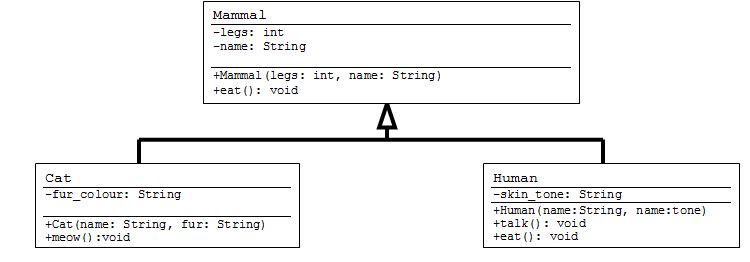 Mammal
-legs: int
-name: String
+Mammal(legs: int, name: String)
+eat(): void
Cat
-fur_colour: String
+Cat(name: String, fur: String)
+meow():void
Human
-skin_tone: String
+Human(name:String, name:tone)
+talk(): void
+eat(): void